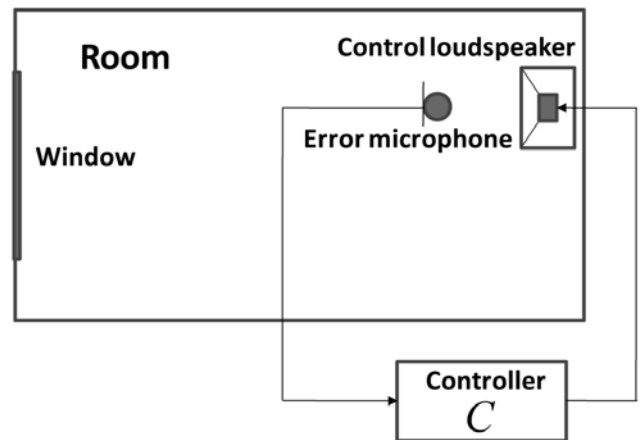 Control loudspeaker
Room
Error microphone
Window
Controller
C